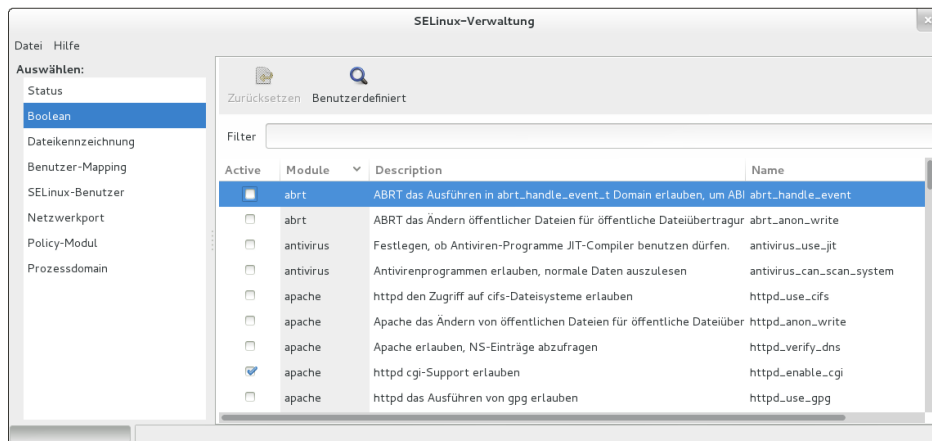 SELinux-Verwaltung
Datei Hilfe
Auswählen:
Status
Boolean
Dateikennzeichnung
Benutzer-Mapping
SELinux-Benutzer
Netzwerkport
Policy-Modul
Prozessdomain
Zurücksetzen Benutzerdefiniert
Filter
Active Module Description Name
abrt ABRT das Ausführen in abrt_handle_event_t Domain erlauben, um ABI abrt_handle_event
abrt ABRT das Ändern öffentlicher Dateien für öffentliche Dateiübertragur abrt_anon_write
antivirus Festlegen, ob Antiviren-Programme JIT-Compiler benutzen dürfen. antivirus_use_jit
antivirus Antivirenprogrammen erlauben, normale Daten auszulesen antivirus_can_scan_system
apache httpd den Zugriff auf cifs-Dateisysteme erlauben httpd_use_cifs
apache Apache das Ändern von öffentlichen Dateien für öffentliche Dateiüber httpd_anon_write
apache Apache erlauben, NS-Einträge abzufragen httpd_verify_dns
apache httpd cgi-Support erlauben httpd_enable_cgi
apache httpd das Ausführen von gpg erlauben httpd_use_gpg